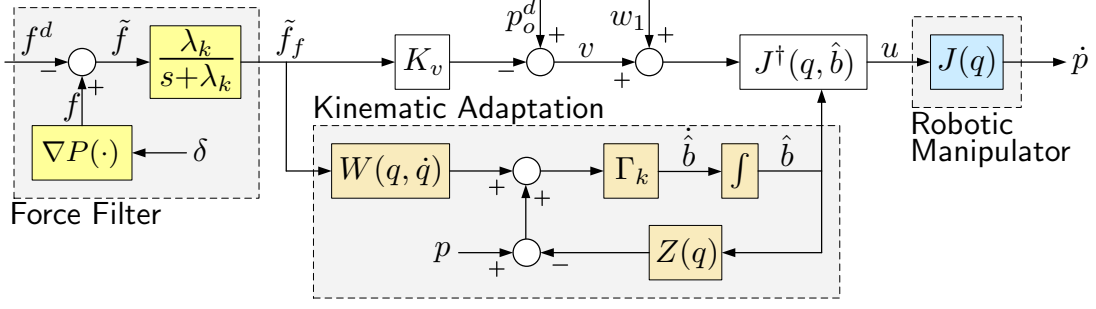 f^d
−
+
f̃
λ_k
s+λ_k
f̃_f
f
∇P(·)
δ
Force Filter
K_v
−
p_o^d
+
v
w_1
+
+
J†(q, b̂)
u
J(q)
ṗ
Robotic
Manipulator
Kinematic Adaptation
W(q, q̇)
+
+
Γ_k
b̂̇
∫
b̂
p
+
−
Z(q)